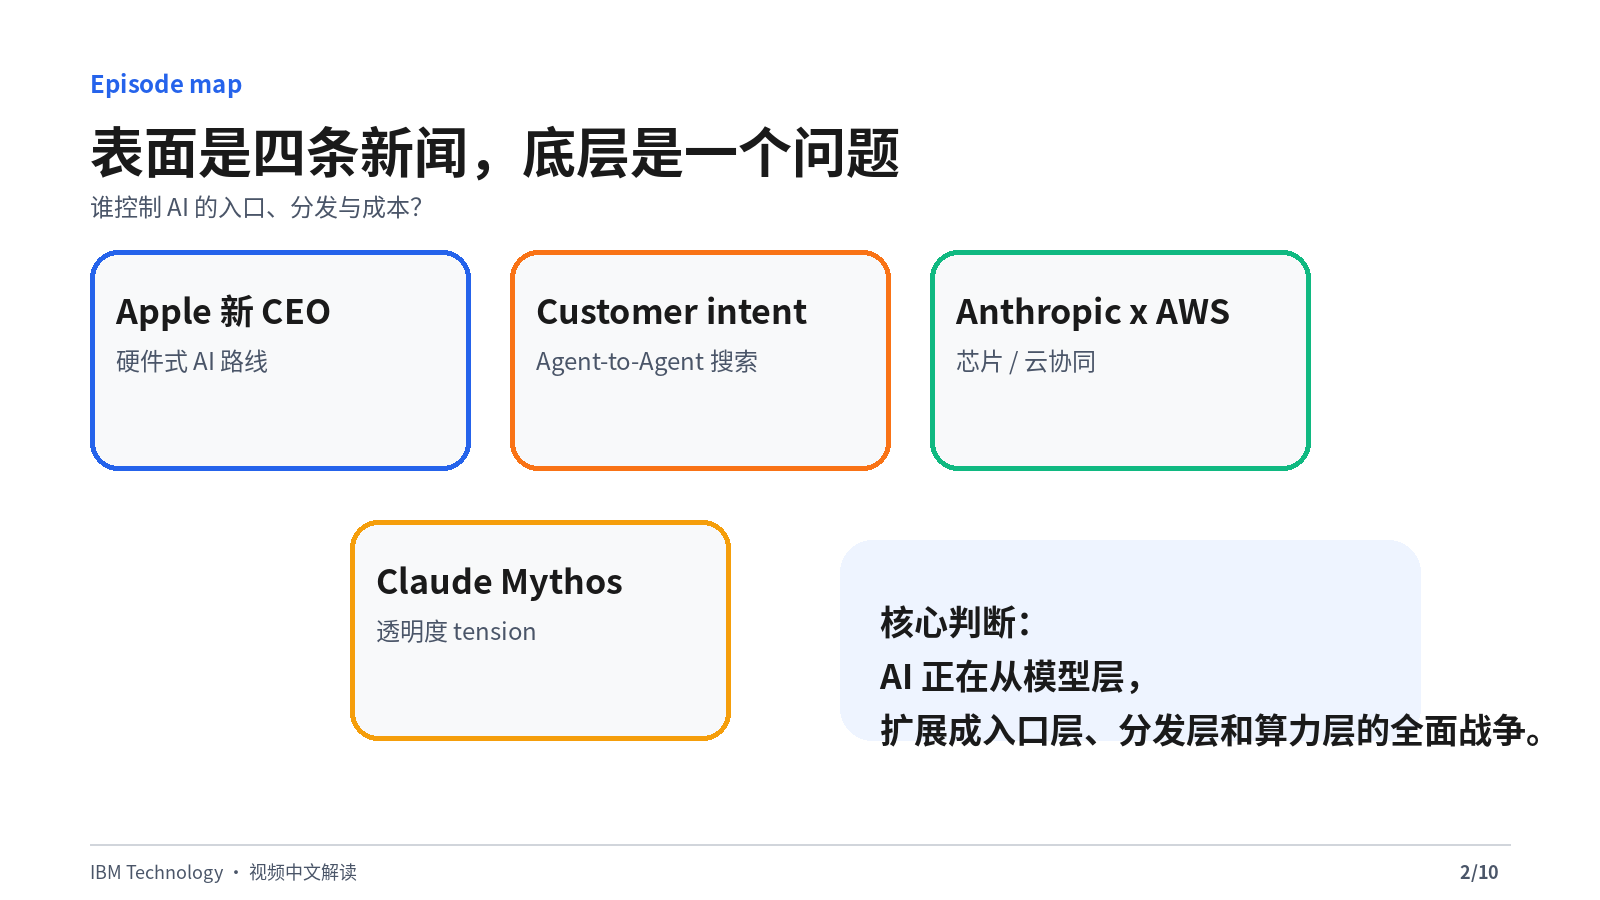 Episode map
表面是四条新闻，底层是一个问题
谁控制 AI 的入口、分发与成本？
Apple 新 CEO
硬件式 AI 路线
Customer intent
Agent-to-Agent 搜索
Anthropic x AWS
芯片 / 云协同
Claude Mythos
透明度 tension
核心判断：
AI 正在从模型层，
扩展成入口层、分发层和算力层的全面战争。
IBM Technology · 视频中文解读
2/10